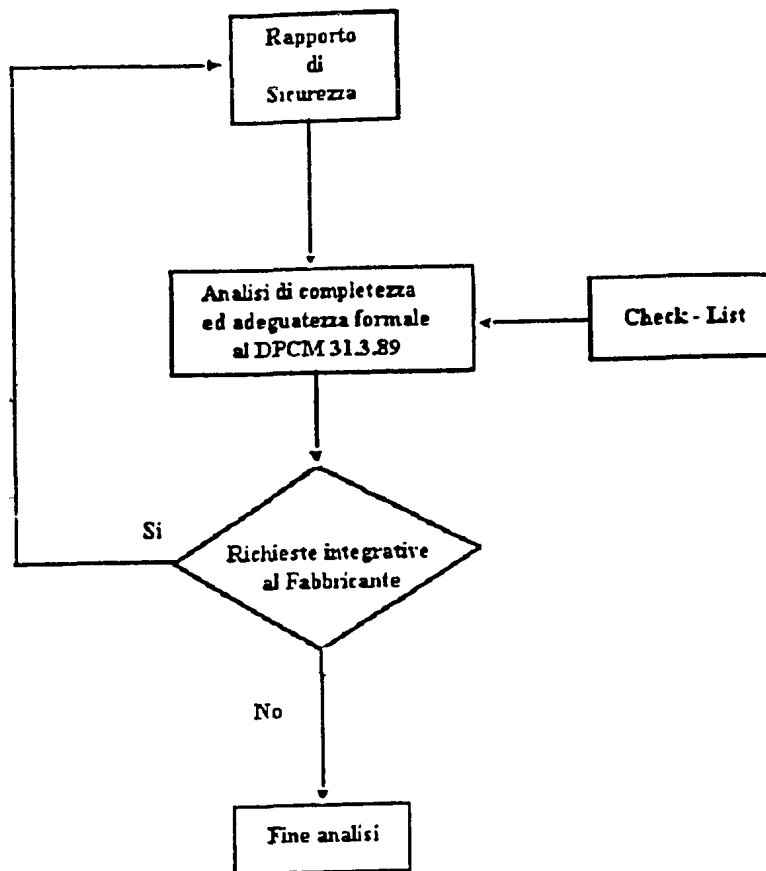 Rapporto
di
Sicurezza
Analisi di completezza
ed adeguatezza formale
al DPCM 31.3.89
Check - List
Si
Richieste integrative
al Fabbricante
No
Fine analisi